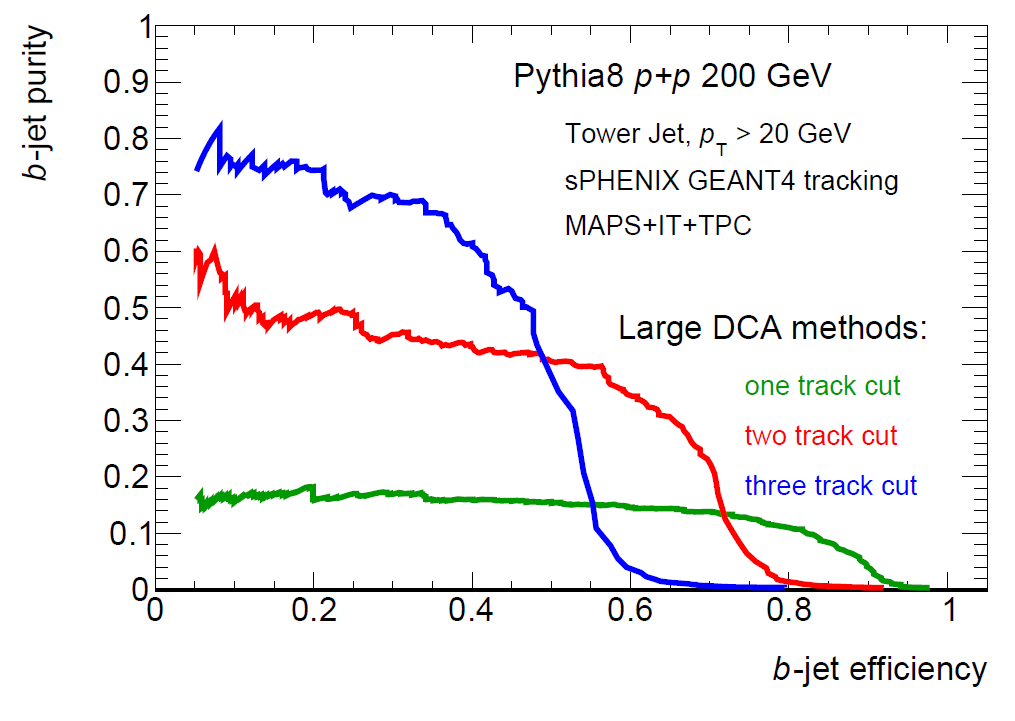 b-jet purity
1
0.9
0.8
0.7
0.6
0.5
0.4
0.3
0.2
0.1
0
Pythia8 p+p 200 GeV
Tower Jet, pT > 20 GeV
sPHENIX GEANT4 tracking
MAPS+IT+TPC
Large DCA methods:
one track cut
two track cut
three track cut
0 0.2 0.4 0.6 0.8 1
b-jet efficiency